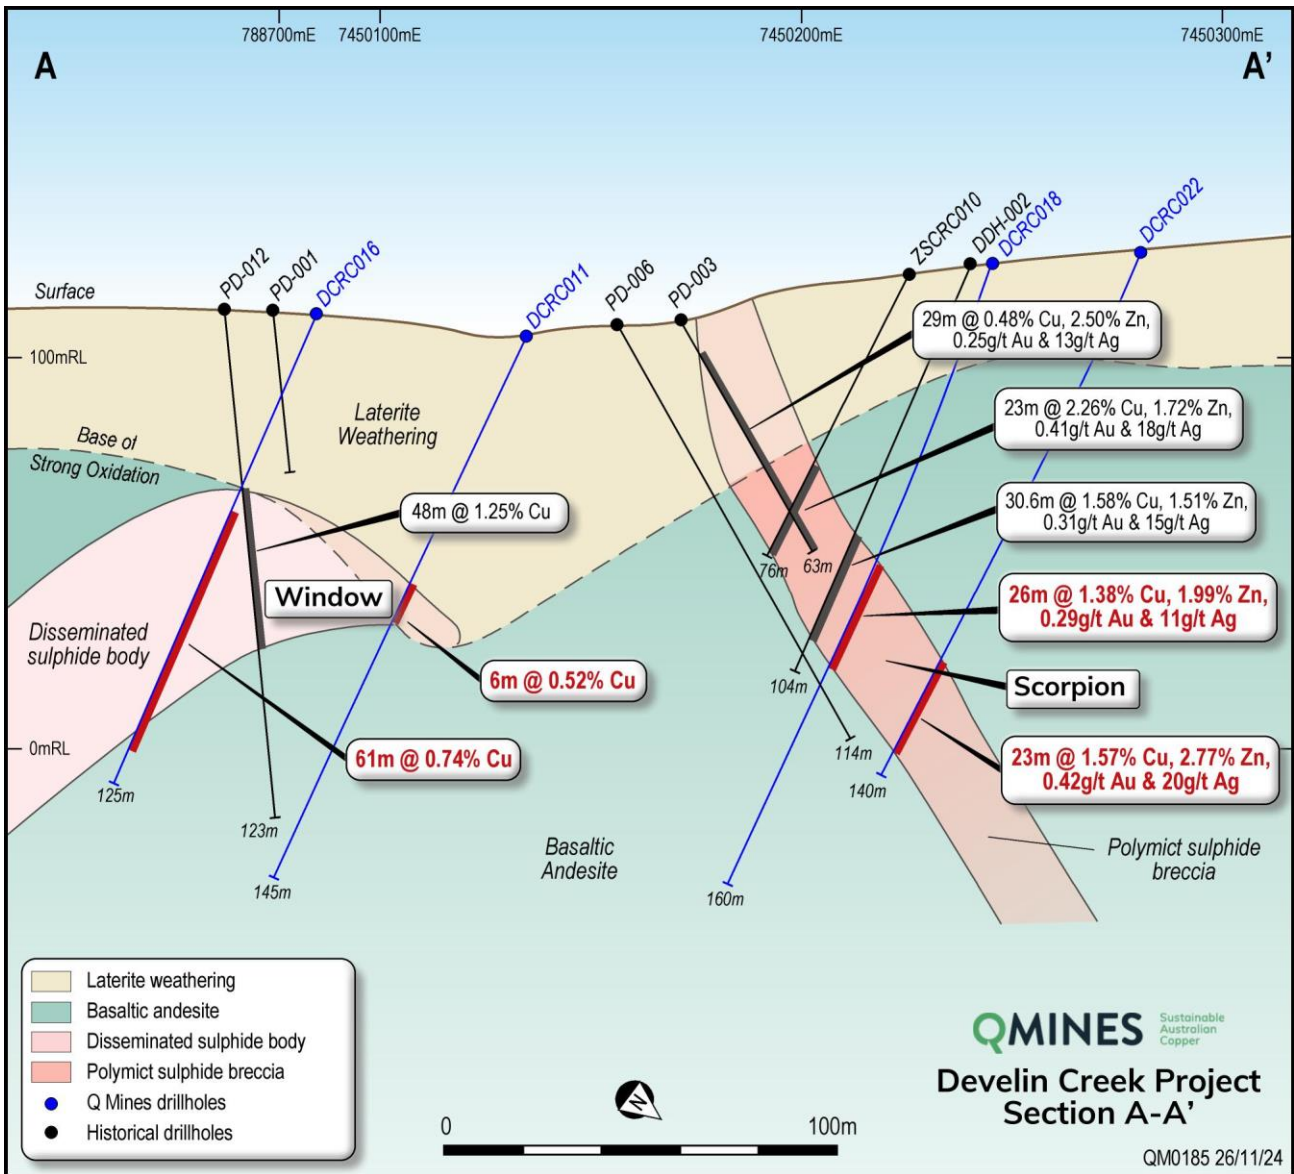 788700mE
7450100mE
7450200mE
7450300mE
A
A'
PD-012
PD-001
DCRC016
DCRC011
PD-006
PD-003
ZSCRC010
DDH-002
DCRC018
DCRC022
Surface
100mRL
Laterite
Weathering
Base of
Strong Oxidation
29m @ 0.48% Cu, 2.50% Zn,
0.25g/t Au & 13g/t Ag
23m @ 2.26% Cu, 1.72% Zn,
0.41g/t Au & 18g/t Ag
48m @ 1.25% Cu
30.6m @ 1.58% Cu, 1.51% Zn,
0.31g/t Au & 15g/t Ag
76m
63m
Window
26m @ 1.38% Cu, 1.99% Zn,
0.29g/t Au & 11g/t Ag
Disseminated
sulphide body
6m @ 0.52% Cu
104m
Scorpion
0mRL
61m @ 0.74% Cu
114m
23m @ 1.57% Cu, 2.77% Zn,
0.42g/t Au & 20g/t Ag
125m
140m
123m
Basaltic
Andesite
Polymict sulphide
breccia
145m
160m
Laterite weathering
Basaltic andesite
Disseminated sulphide body
Polymict sulphide breccia
Q Mines drillholes
Historical drillholes
N
0
100m
QMINES
Sustainable
Australian
Copper
Develin Creek Project
Section A-A'
QM0185 26/11/24